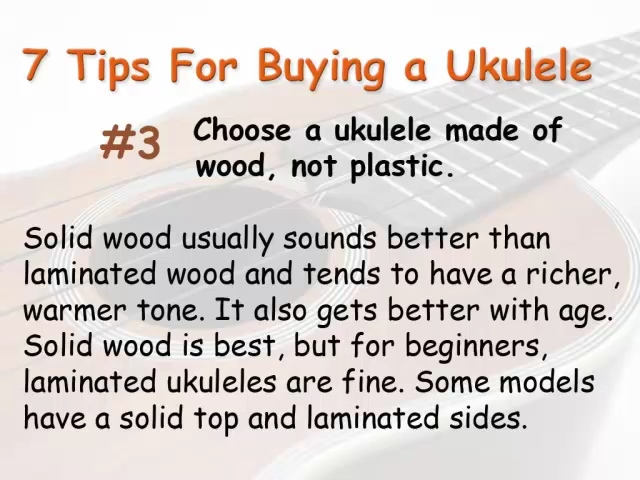 7 Tips For Buying a Ukulele
#3 Choose a ukulele made of
wood, not plastic.
Solid wood usually sounds better than
laminated wood and tends to have a richer,
warmer tone. It also gets better with age.
Solid wood is best, but for beginners,
laminated ukuleles are fine. Some models
have a solid top and laminated sides.